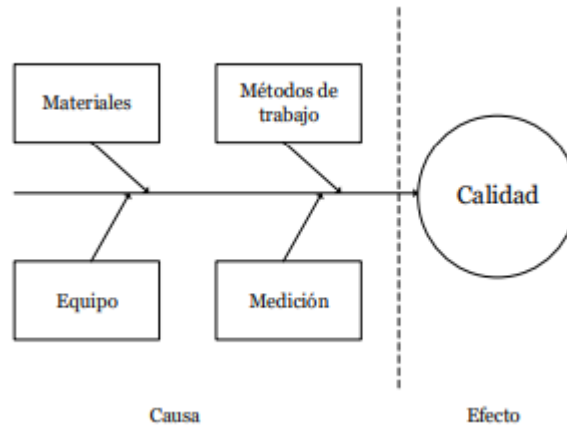 Materiales
Métodos de
trabajo
Calidad
Equipo
Medición
Causa
Efecto